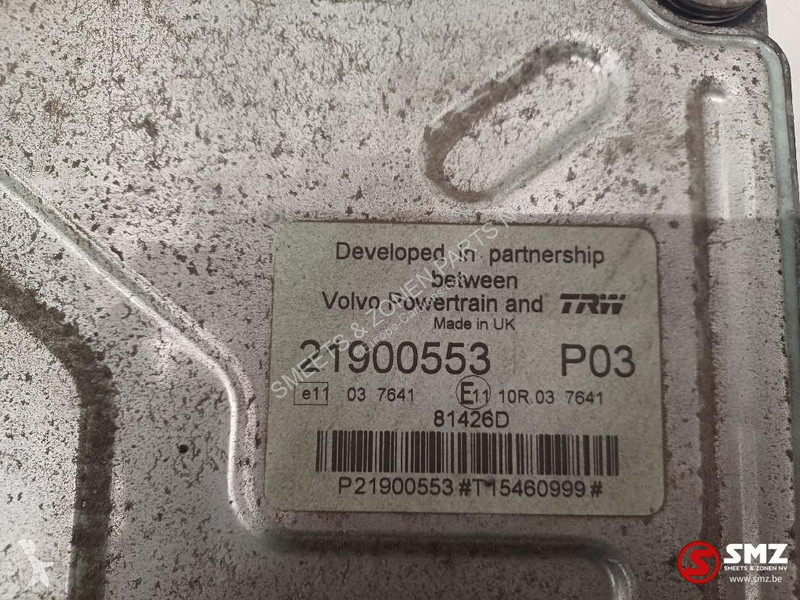 Developed in partnership
between
Volvo Powertrain and TRW
Made in UK
21900553 P03
e11 03 7641 E11 10R.03 7641
81426D
P21900553#T15460999#
SMEETS & ZONEN PARTS
SMZ
SMEETS & ZONEN NV
www.smz.be